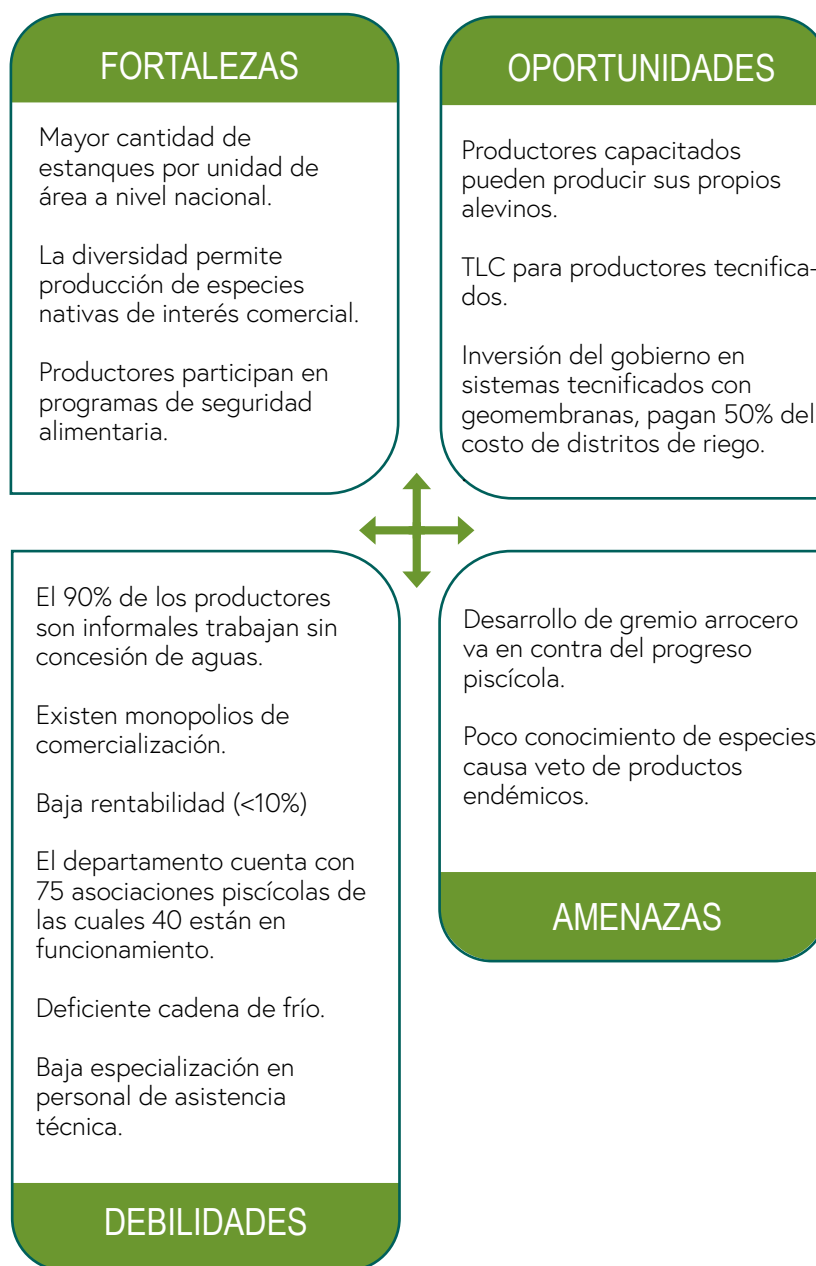 FORTALEZAS
Mayor cantidad de
estanques por unidad de
área a nivel nacional.
La diversidad permite
producción de especies
nativas de interés comercial.
Productores participan en
programas de seguridad
alimentaria.
OPORTUNIDADES
Productores capacitados
pueden producir sus propios
alevinos.
TLC para productores tecnifica-
dos.
Inversión del gobierno en
sistemas tecnificados con
geomembranas, pagan 50% del
costo de distritos de riego.
El 90% de los productores
son informales trabajan sin
concesión de aguas.
Existen monopolios de
comercialización.
Baja rentabilidad (<10%)
El departamento cuenta con
75 asociaciones piscícolas de
las cuales 40 están en
funcionamiento.
Deficiente cadena de frío.
Baja especialización en
personal de asistencia
técnica.
DEBILIDADES
Desarrollo de gremio arrocero
va en contra del progreso
piscícola.
Poco conocimiento de especies
causa veto de productos
endémicos.
AMENAZAS